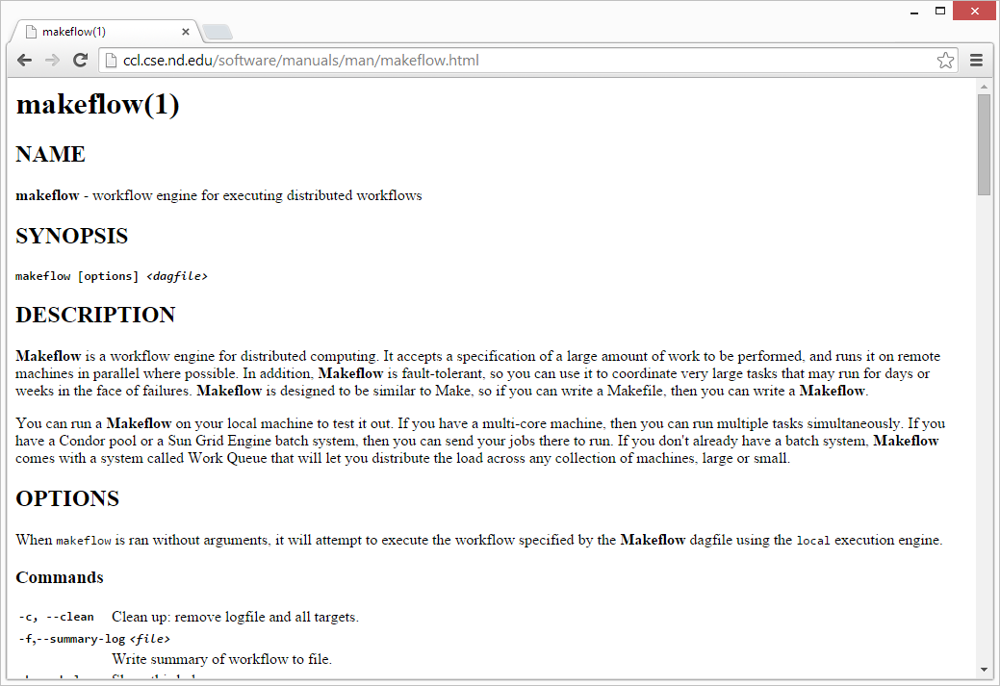 makeflow(1)
ccl.cse.nd.edu/software/manuals/man/makeflow.html
makeflow(1)
NAME
makeflow - workflow engine for executing distributed workflows
SYNOPSIS
makeflow [options] <dagfile>
DESCRIPTION
Makeflow is a workflow engine for distributed computing. It accepts a specification of a large amount of work to be performed, and runs it on remote
machines in parallel where possible. In addition, Makeflow is fault-tolerant, so you can use it to coordinate very large tasks that may run for days or
weeks in the face of failures. Makeflow is designed to be similar to Make, so if you can write a Makefile, then you can write a Makeflow.
You can run a Makeflow on your local machine to test it out. If you have a multi-core machine, then you can run multiple tasks simultaneously. If you
have a Condor pool or a Sun Grid Engine batch system, then you can send your jobs there to run. If you don't already have a batch system, Makeflow
comes with a system called Work Queue that will let you distribute the load across any collection of machines, large or small.
OPTIONS
When makeflow is ran without arguments, it will attempt to execute the workflow specified by the Makeflow dagfile using the local execution engine.
Commands
-c, --clean Clean up: remove logfile and all targets.
-f,--summary-log <file>
Write summary of workflow to file.